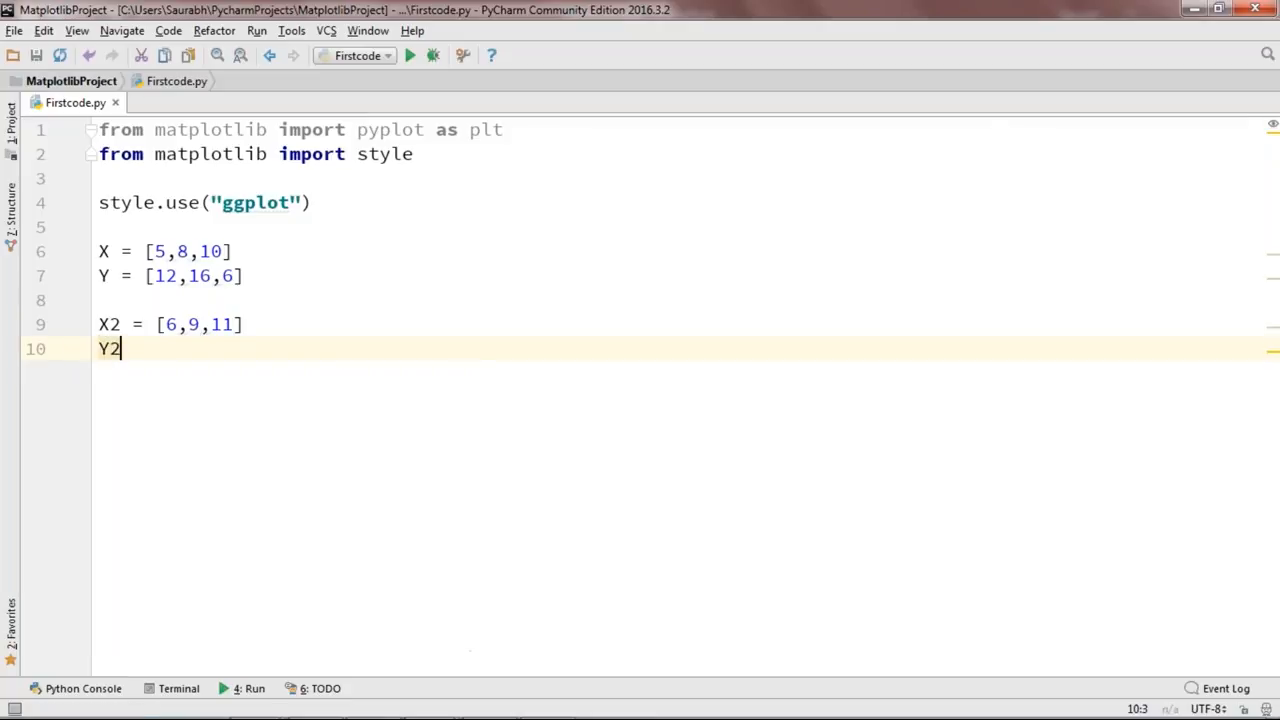 MatplotlibProject - [C:\Users\Saurabh\PycharmProjects\MatplotlibProject] - ...\Firstcode.py - PyCharm Community Edition 2016.3.2
File Edit View Navigate Code Refactor Run Tools VCS Window Help
Firstcode
MatplotlibProject Firstcode.py
Firstcode.py
1: Project
Z: Structure
2: Favorites
1 from matplotlib import pyplot as plt
2 from matplotlib import style
3
4 style.use("ggplot")
5
6 X = [5,8,10]
7 Y = [12,16,6]
8
9 X2 = [6,9,11]
10 Y2
Python Console Terminal 4: Run 6: TODO Event Log
10:3 n/a UTF-8